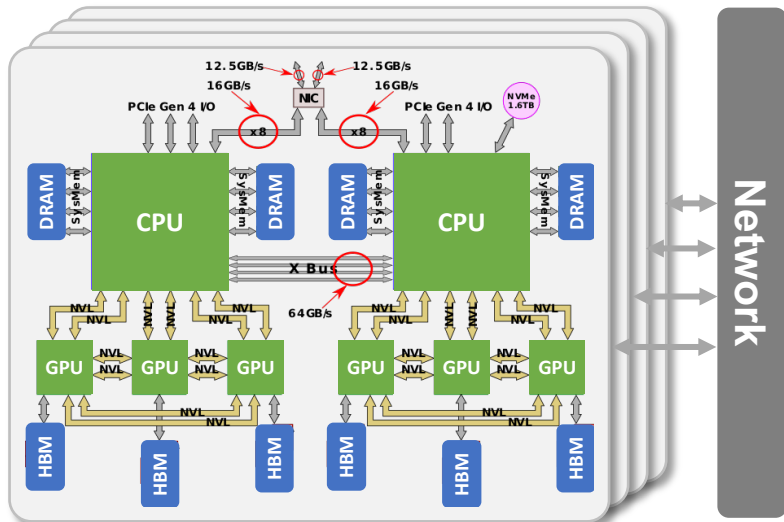 12.5GB/s
12.5GB/s
16GB/s
16GB/s
NIC
NVMe
1.6TB
PCIe Gen 4 I/O
PCIe Gen 4 I/O
x8
x8
DRAM
SysMem
CPU
SysMem
DRAM
DRAM
SysMem
CPU
SysMem
DRAM
X Bus
64GB/s
NVL
NVL
NVL
NVL
NVL
NVL
NVL
NVL
NVL
NVL
NVL
NVL
GPU
NVL
NVL
GPU
NVL
NVL
GPU
GPU
NVL
NVL
GPU
NVL
NVL
GPU
NVL
NVL
NVL
NVL
HBM
HBM
HBM
HBM
HBM
HBM
Network